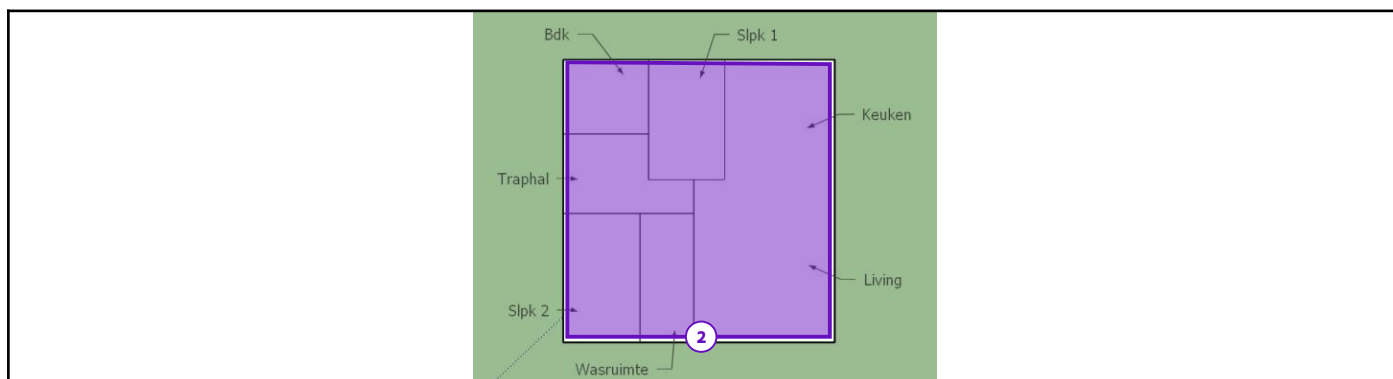 Bdk
Slpk 1
Keuken
Traphal
Living
Slpk 2
2
Wasruimte